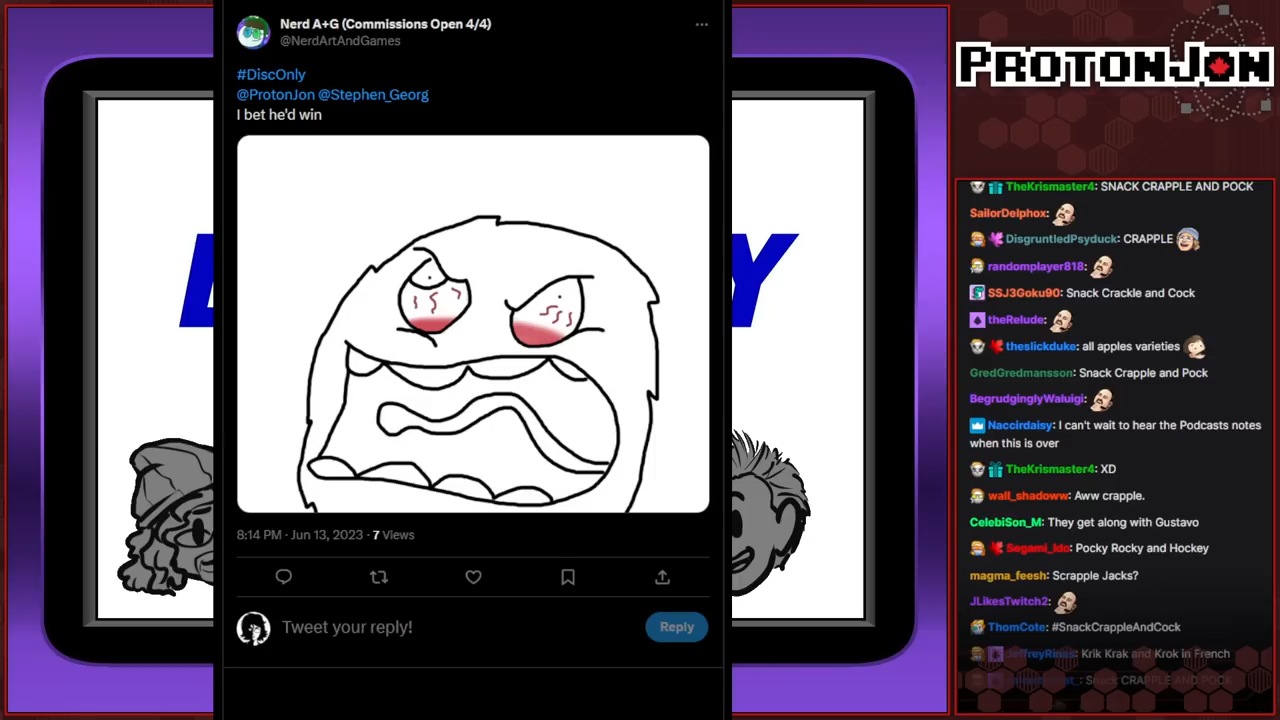 Nerd A+G (Commissions Open 4/4)
@NerdArtAndGames
#DiscOnly
@ProtonJon @Stephen_Georg
I bet he'd win
8:14 PM · Jun 13, 2023 · 7 Views
Tweet your reply!
Reply
PROTONJON
TheKrismaster4: SNACK CRAPPLE AND POCK
SailorDelphox:
DisgruntledPsyduck: CRAPPLE
randomplayer818:
SSJ3Goku90: Snack Crackle and Cock
theRelude:
theslickduke: all apples varieties
GredGredmansson: Snack Crapple and Pock
BegrudginglyWaluigi:
Naccirdaisy: I can't wait to hear the Podcasts notes
when this is over
TheKrismaster4: XD
wall_shadoww: Aww crapple.
CelebiSon_M: They get along with Gustavo
Segami_Ido: Pocky Rocky and Hockey
magma_feesh: Scrapple Jacks?
JLikesTwitch2:
ThomCote: #SnackCrappleAndCock
JeffreyRinas: Krik Krak and Krok in French
Snack CRAPPLE AND POCK